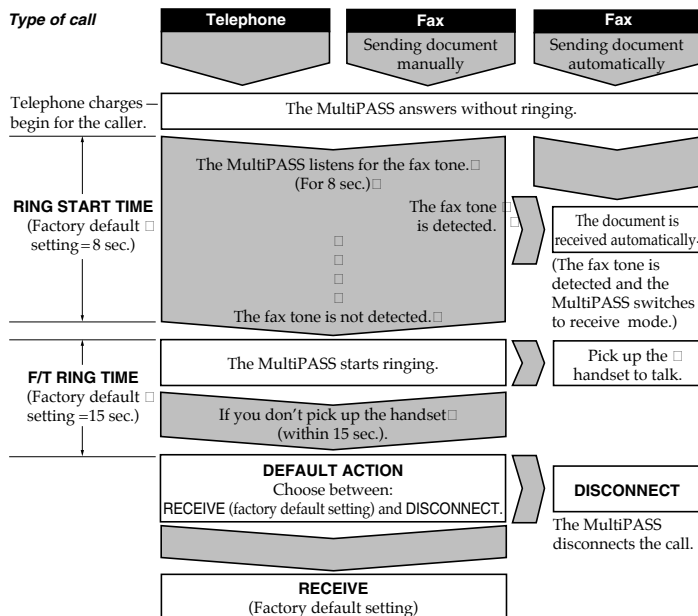 Type of call
Telephone
Fax
Fax
Sending document
manually
Sending document
automatically
Telephone charges
begin for the caller.
The MultiPASS answers without ringing.
RING START TIME
(Factory default
setting=8 sec.)
The MultiPASS listens for the fax tone.
(For 8 sec.)
The fax tone
is detected.
The fax tone is not detected.
The document is
received automatically.
(The fax tone is
detected and the
MultiPASS switches
to receive mode.)
F/T RING TIME
(Factory default
setting=15 sec.)
The MultiPASS starts ringing.
Pick up the
handset to talk.
If you don't pick up the handset
(within 15 sec.).
DEFAULT ACTION
Choose between:
RECEIVE (factory default setting) and DISCONNECT.
DISCONNECT
The MultiPASS
disconnects the call.
RECEIVE
(Factory default setting)